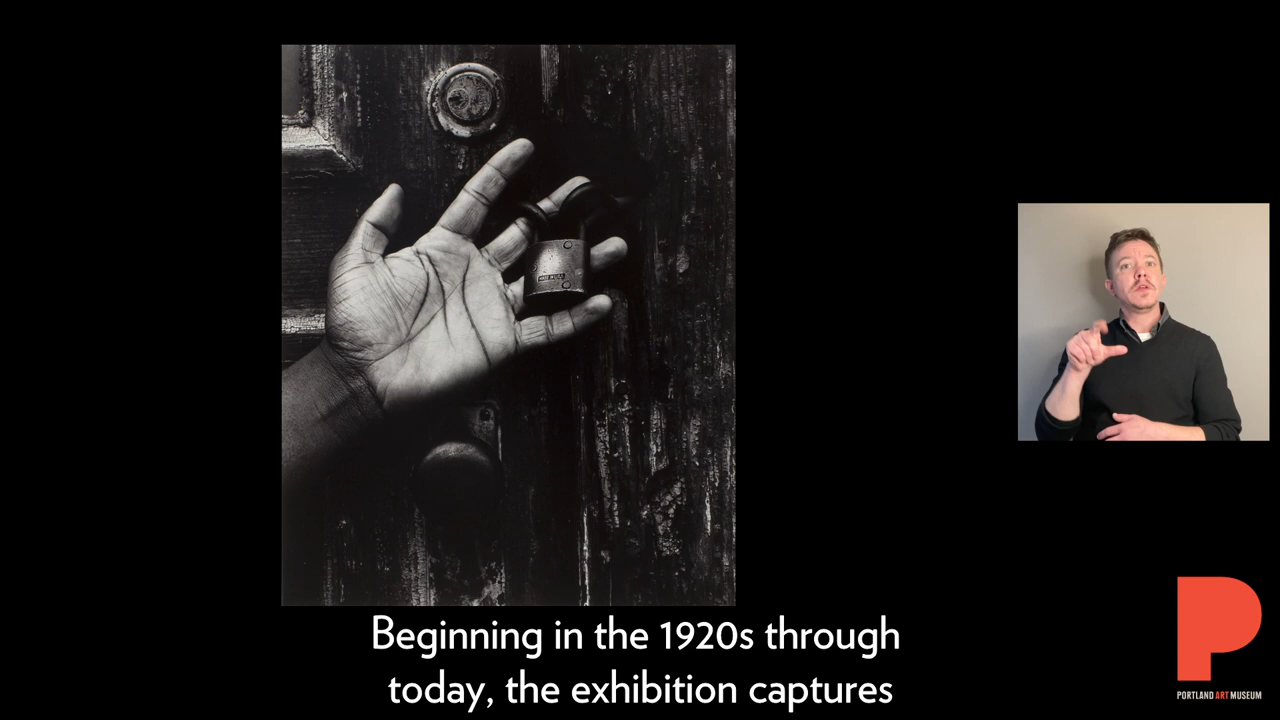 Beginning in the 1920s through
today, the exhibition captures
PORTLAND ART MUSEUM